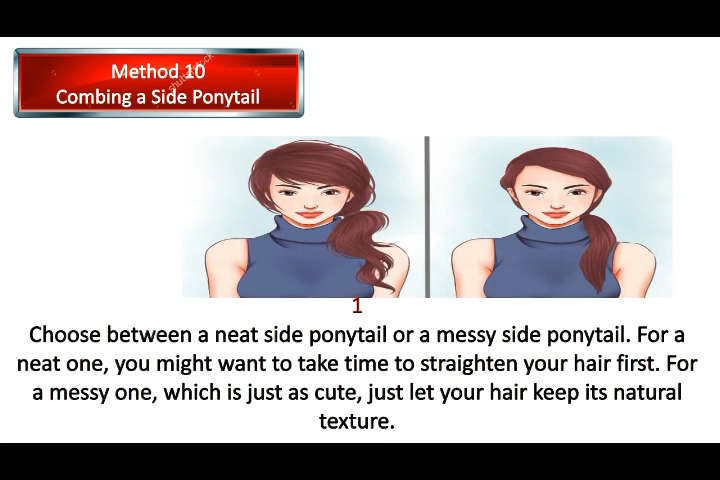 Method 10
Combing a Side Ponytail
shutterstock
1
Choose between a neat side ponytail or a messy side ponytail. For a
neat one, you might want to take time to straighten your hair first. For
a messy one, which is just as cute, just let your hair keep its natural
texture.